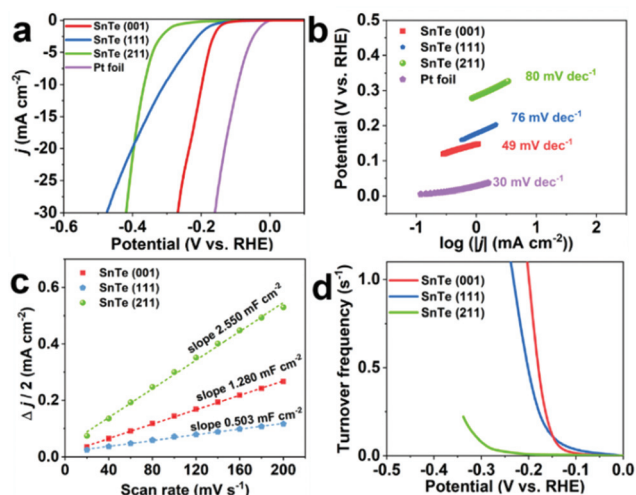 a
SnTe (001)
SnTe (111)
SnTe (211)
Pt foil
j (mA cm⁻²)
0
-5
-10
-15
-20
-25
-30
-0.6
-0.4
-0.2
0.0
Potential (V vs. RHE)
b
SnTe (001)
SnTe (111)
SnTe (211)
Pt foil
80 mV dec⁻¹
76 mV dec⁻¹
49 mV dec⁻¹
30 mV dec⁻¹
Potential (V vs. RHE)
0.5
0.4
0.3
0.2
0.1
0.0
-1
0
1
2
log (|j| (mA cm⁻²))
c
SnTe (001)
SnTe (111)
SnTe (211)
slope 2.550 mF cm⁻²
slope 1.280 mF cm⁻²
slope 0.503 mF cm⁻²
Δ j / 2 (mA cm⁻²)
0.6
0.4
0.2
0.0
0
40
80
120
160
200
Scan rate (mV s⁻¹)
d
SnTe (001)
SnTe (111)
SnTe (211)
Turnover frequency (s⁻¹)
1.0
0.5
0.0
-0.5
-0.4
-0.3
-0.2
-0.1
0.0
Potential (V vs. RHE)